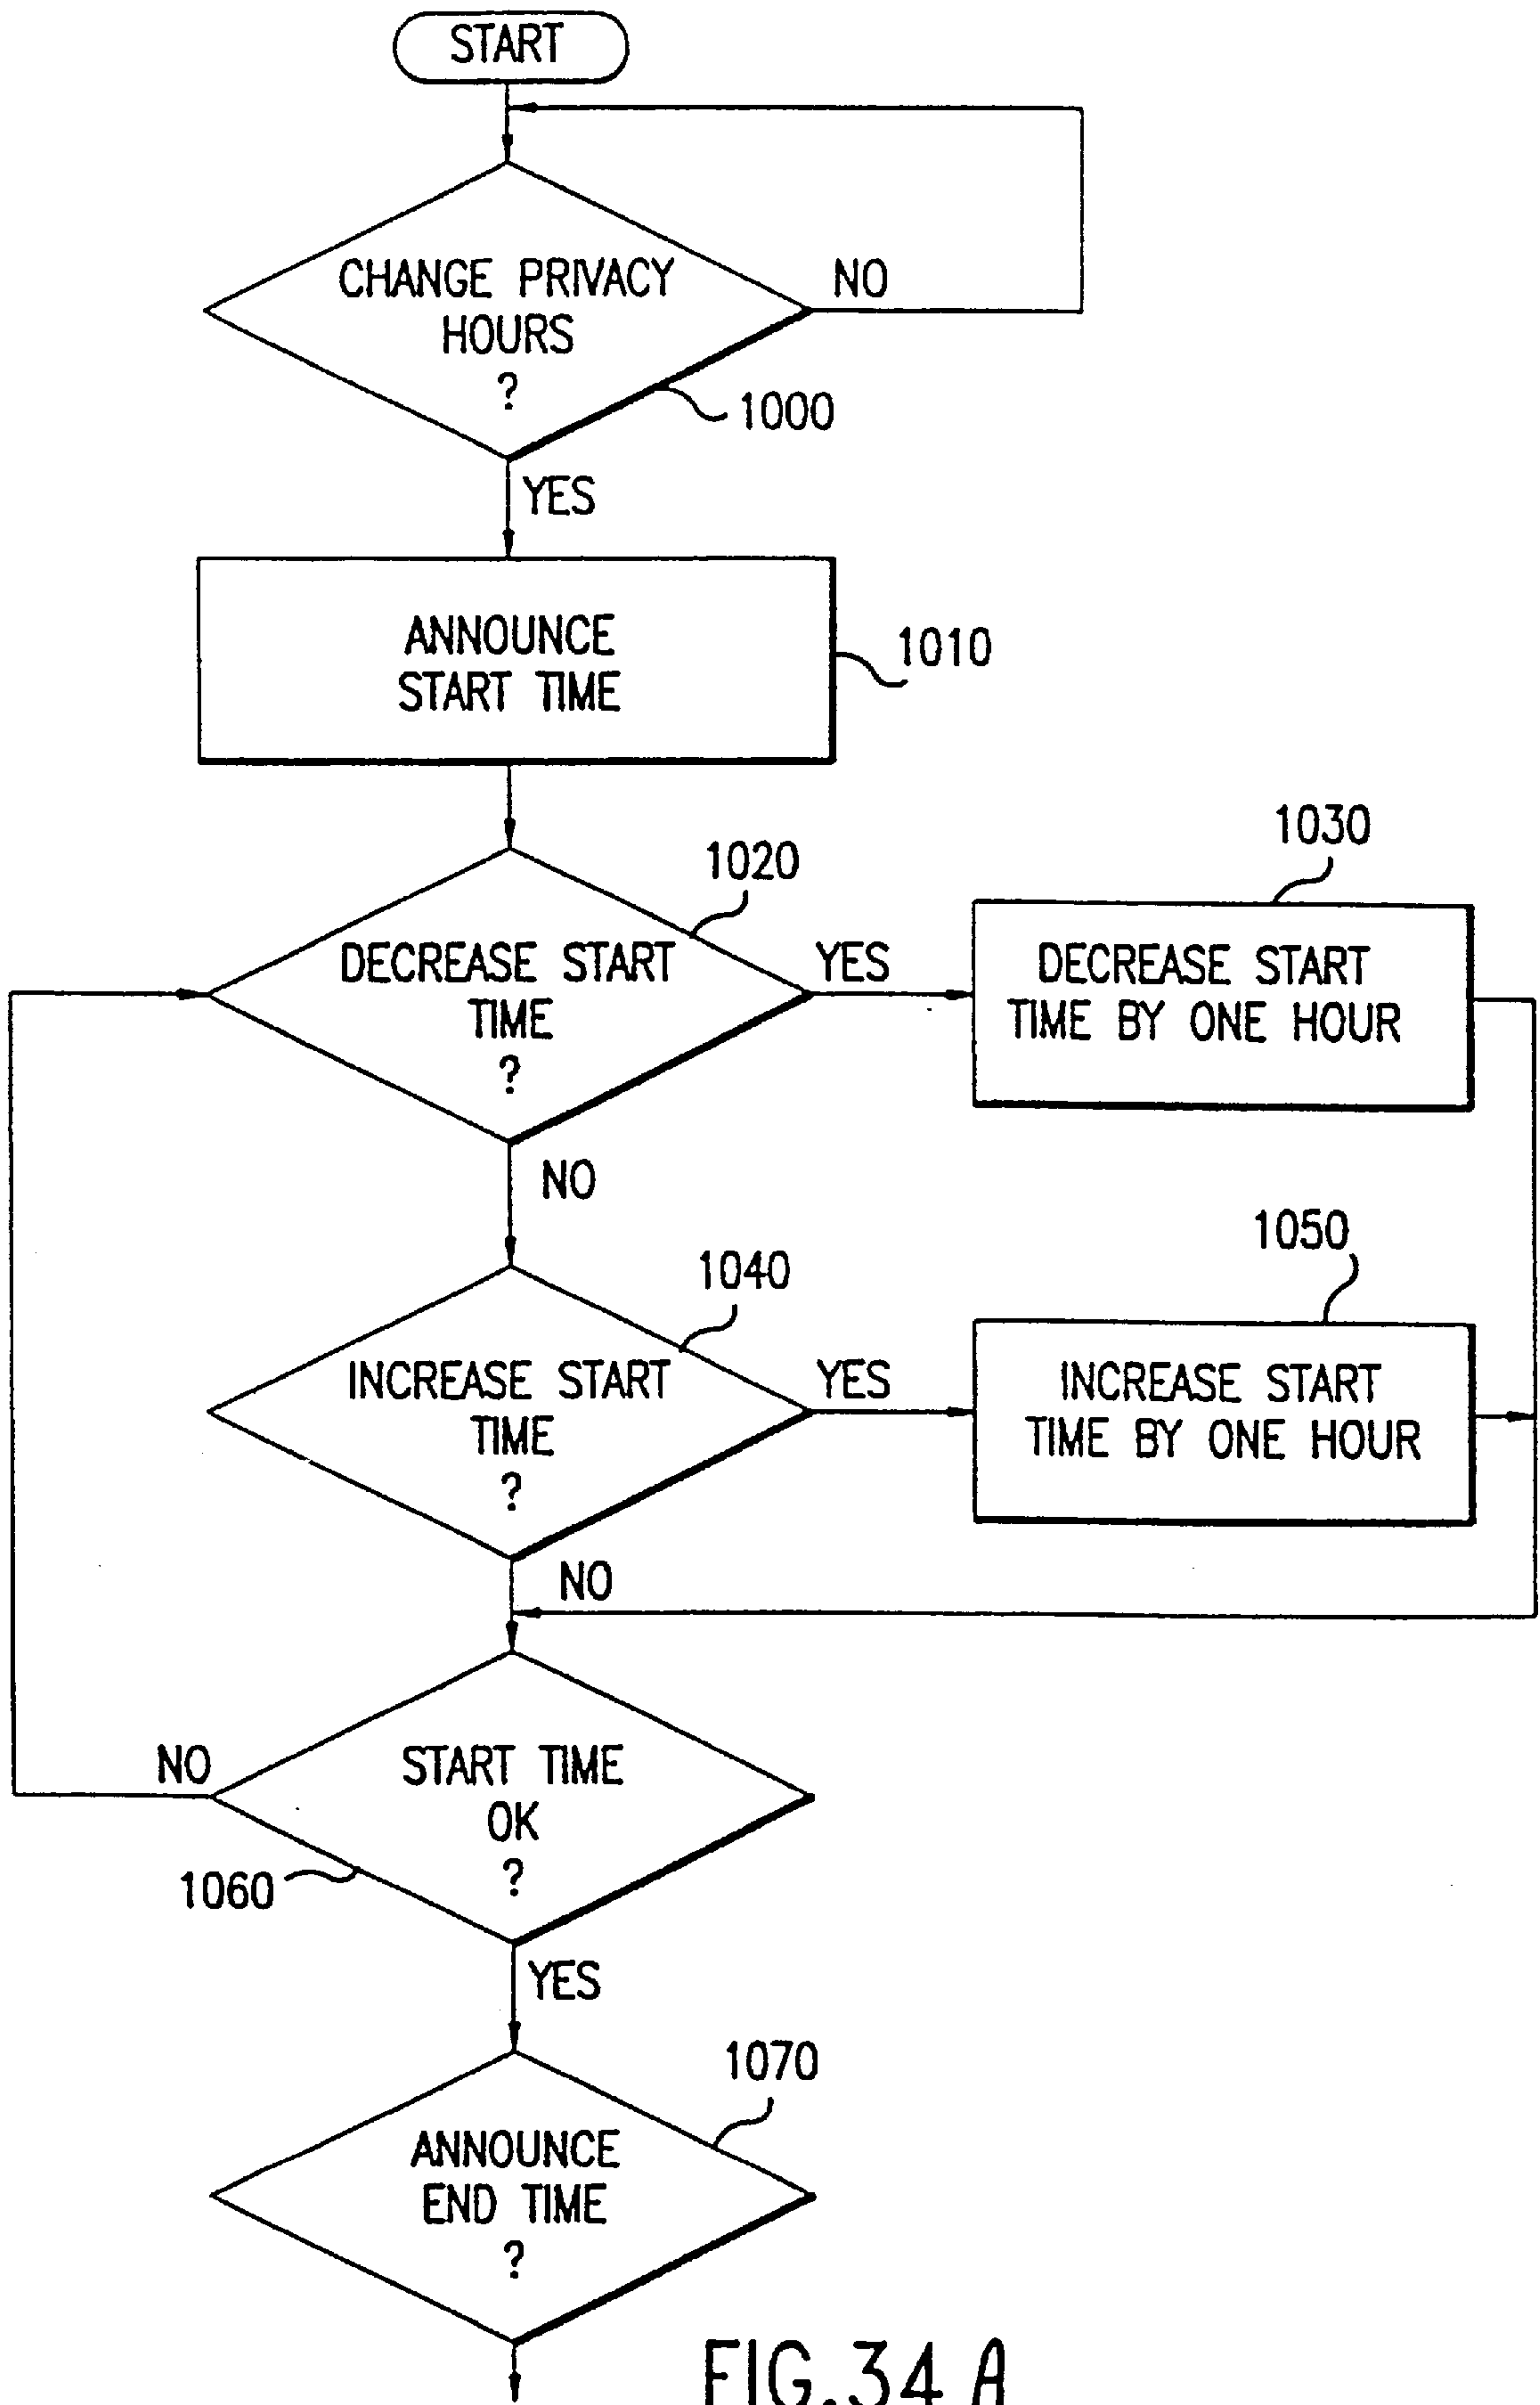 START
CHANGE PRIVACY
HOURS
?
NO
1000
YES
ANNOUNCE
START TIME
1010
1020
DECREASE START
TIME
?
YES
1030
DECREASE START
TIME BY ONE HOUR
NO
1040
INCREASE START
TIME
?
YES
1050
INCREASE START
TIME BY ONE HOUR
NO
START TIME
OK
?
NO
1060
YES
1070
ANNOUNCE
END TIME
?
FIG.34 A